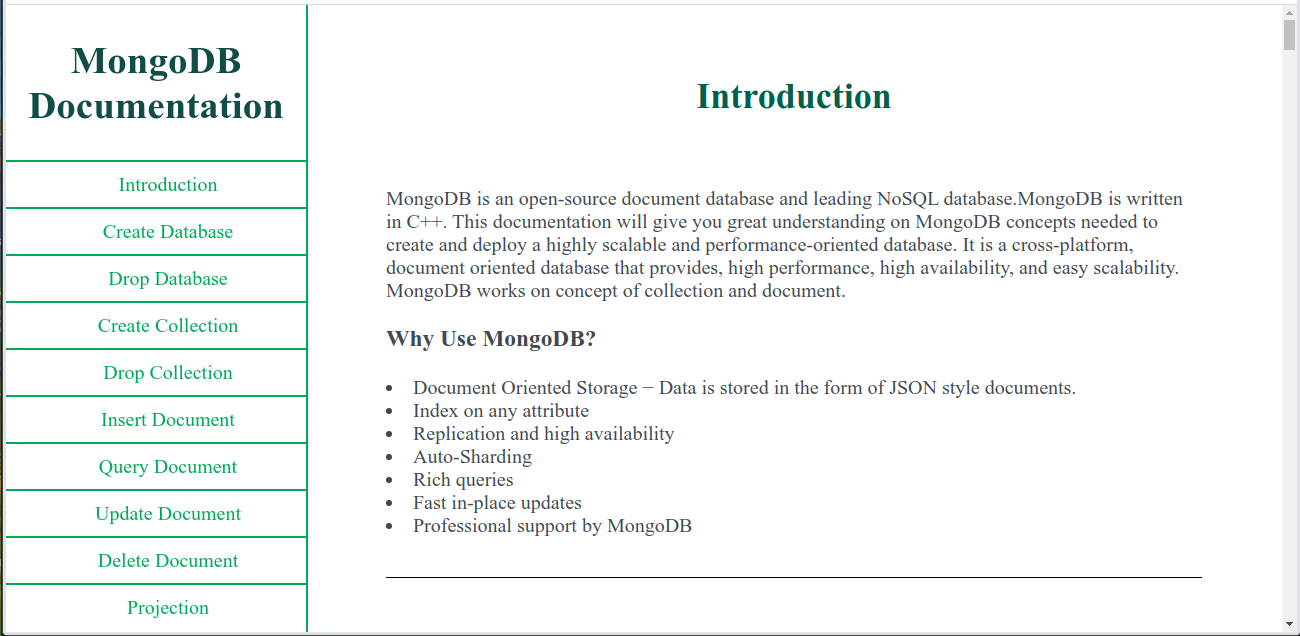 MongoDB
Documentation
Introduction
Create Database
Drop Database
Create Collection
Drop Collection
Insert Document
Query Document
Update Document
Delete Document
Projection
Introduction
MongoDB is an open-source document database and leading NoSQL database.MongoDB is written
in C++. This documentation will give you great understanding on MongoDB concepts needed to
create and deploy a highly scalable and performance-oriented database. It is a cross-platform,
document oriented database that provides, high performance, high availability, and easy scalability.
MongoDB works on concept of collection and document.
Why Use MongoDB?
• Document Oriented Storage − Data is stored in the form of JSON style documents.
• Index on any attribute
• Replication and high availability
• Auto-Sharding
• Rich queries
• Fast in-place updates
• Professional support by MongoDB